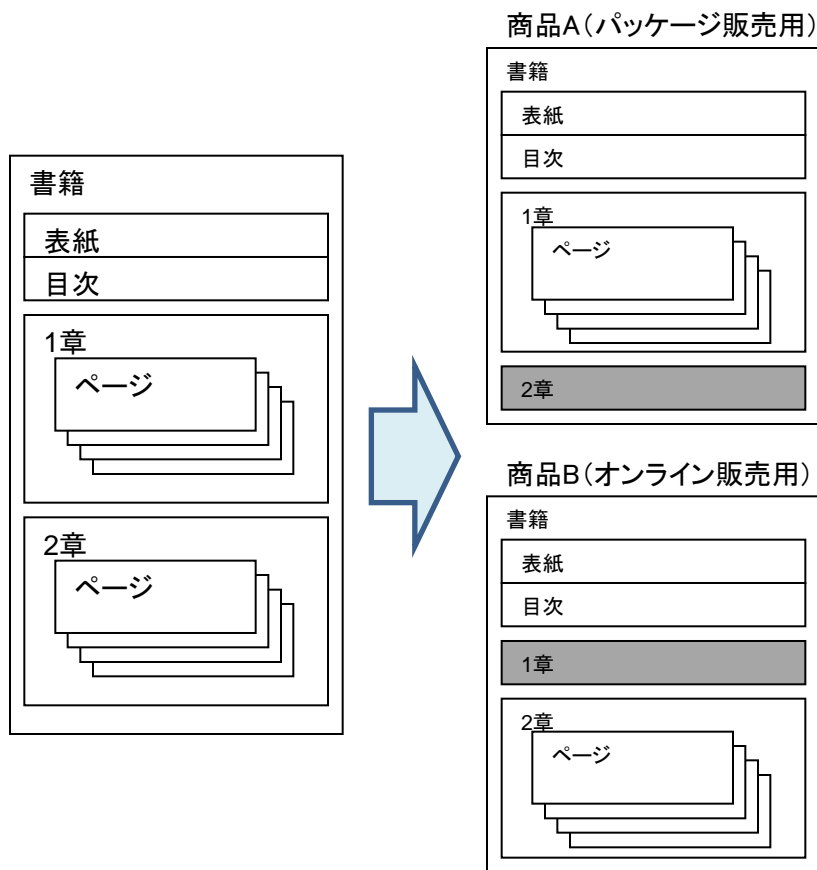 書籍
表紙
目次
1章
ページ
2章
ページ
商品A(パッケージ販売用)
書籍
表紙
目次
1章
ページ
2章
商品B(オンライン販売用)
書籍
表紙
目次
1章
2章
ページ